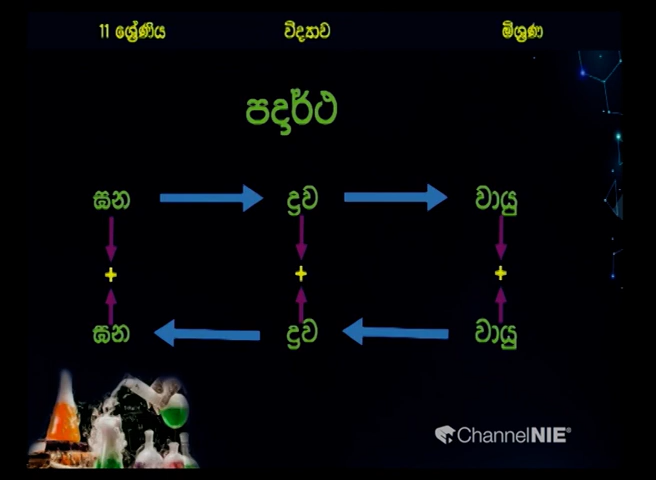 11 ශ්‍රේණිය විද්‍යාව මිශ්‍රණ
පදාර්ථ
ඝන ද්‍රව වායු
+ + +
ඝන ද්‍රව වායු
ChannelNIE®